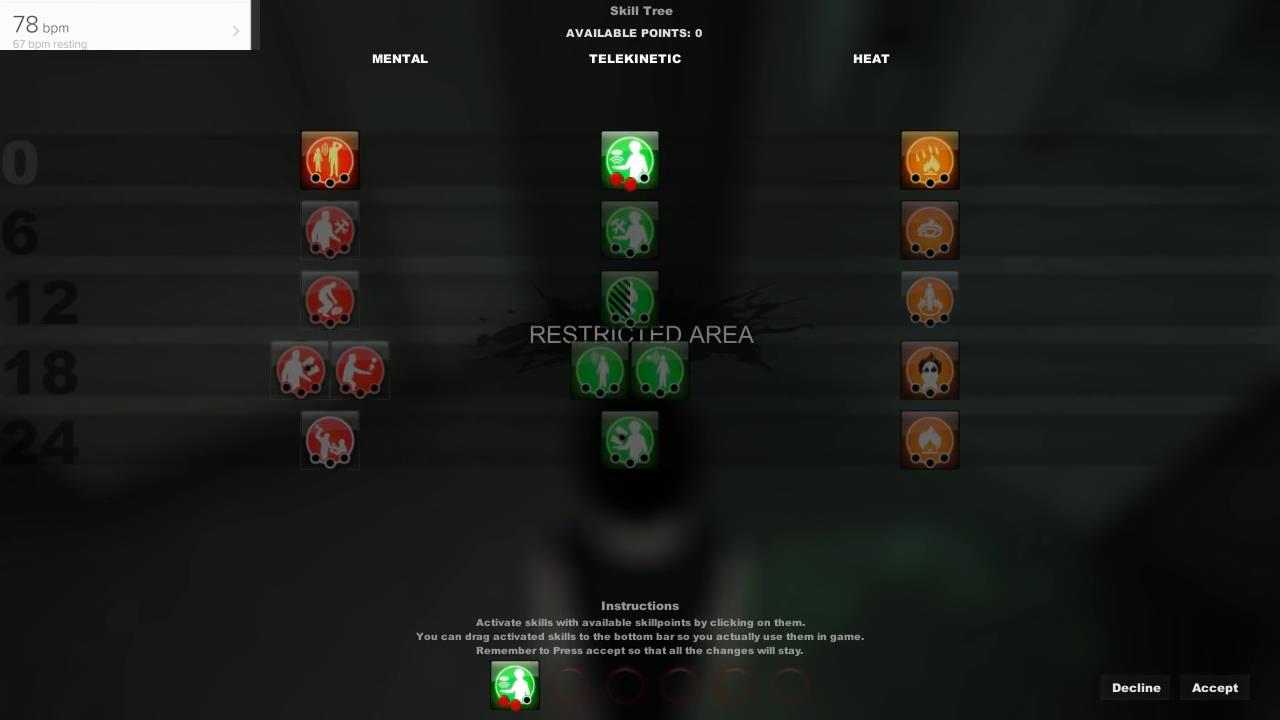 78 bpm
67 bpm resting
Skill Tree
AVAILABLE POINTS: 0
MENTAL
TELEKINETIC
HEAT
0
6
12
RESTRICTED AREA
18
24
Instructions
Activate skills with available skillpoints by clicking on them.
You can drag activated skills to the bottom bar so you actually use them in game.
Remember to Press accept so that all the changes will stay.
Decline
Accept